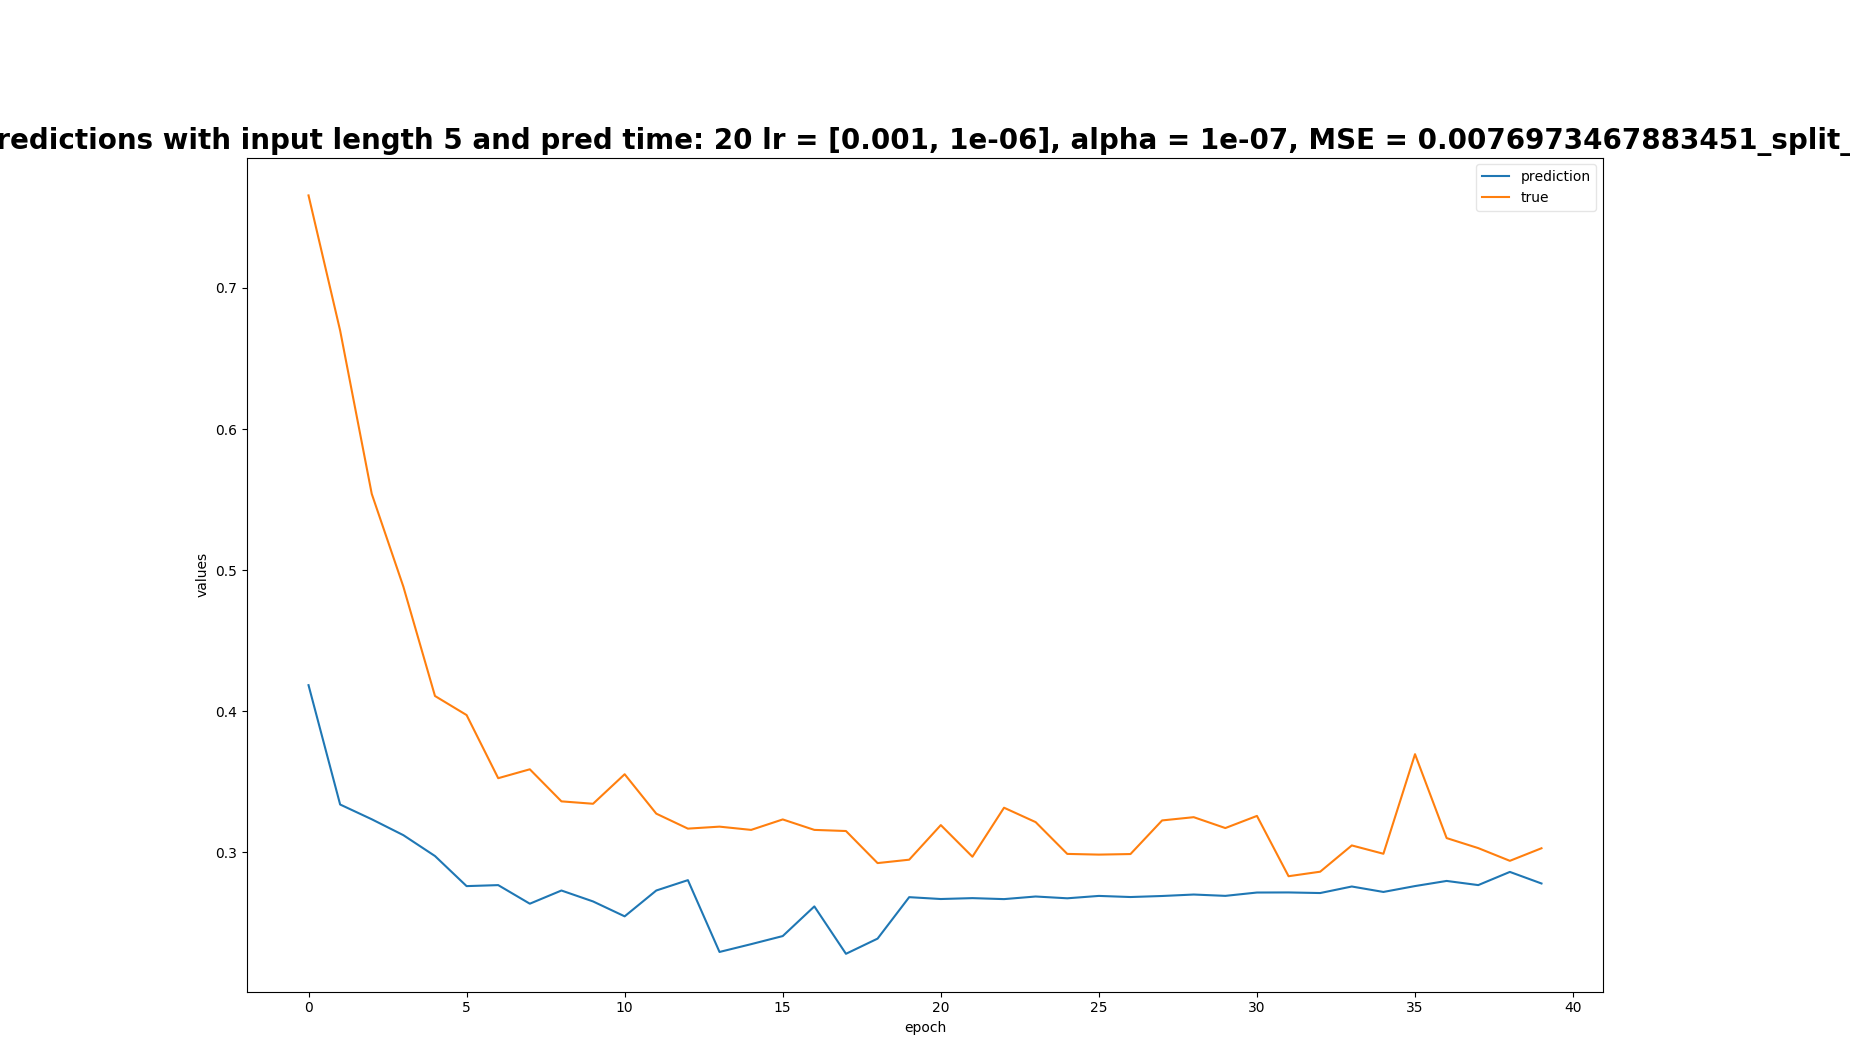 redictions with input length 5 and pred time: 20 lr = [0.001, 1e-06], alpha = 1e-07, MSE = 0.0076973467883451_split_
prediction
true
0.7
0.6
0.5
0.4
0.3
values
0 5 10 15 20 25 30 35 40
epoch